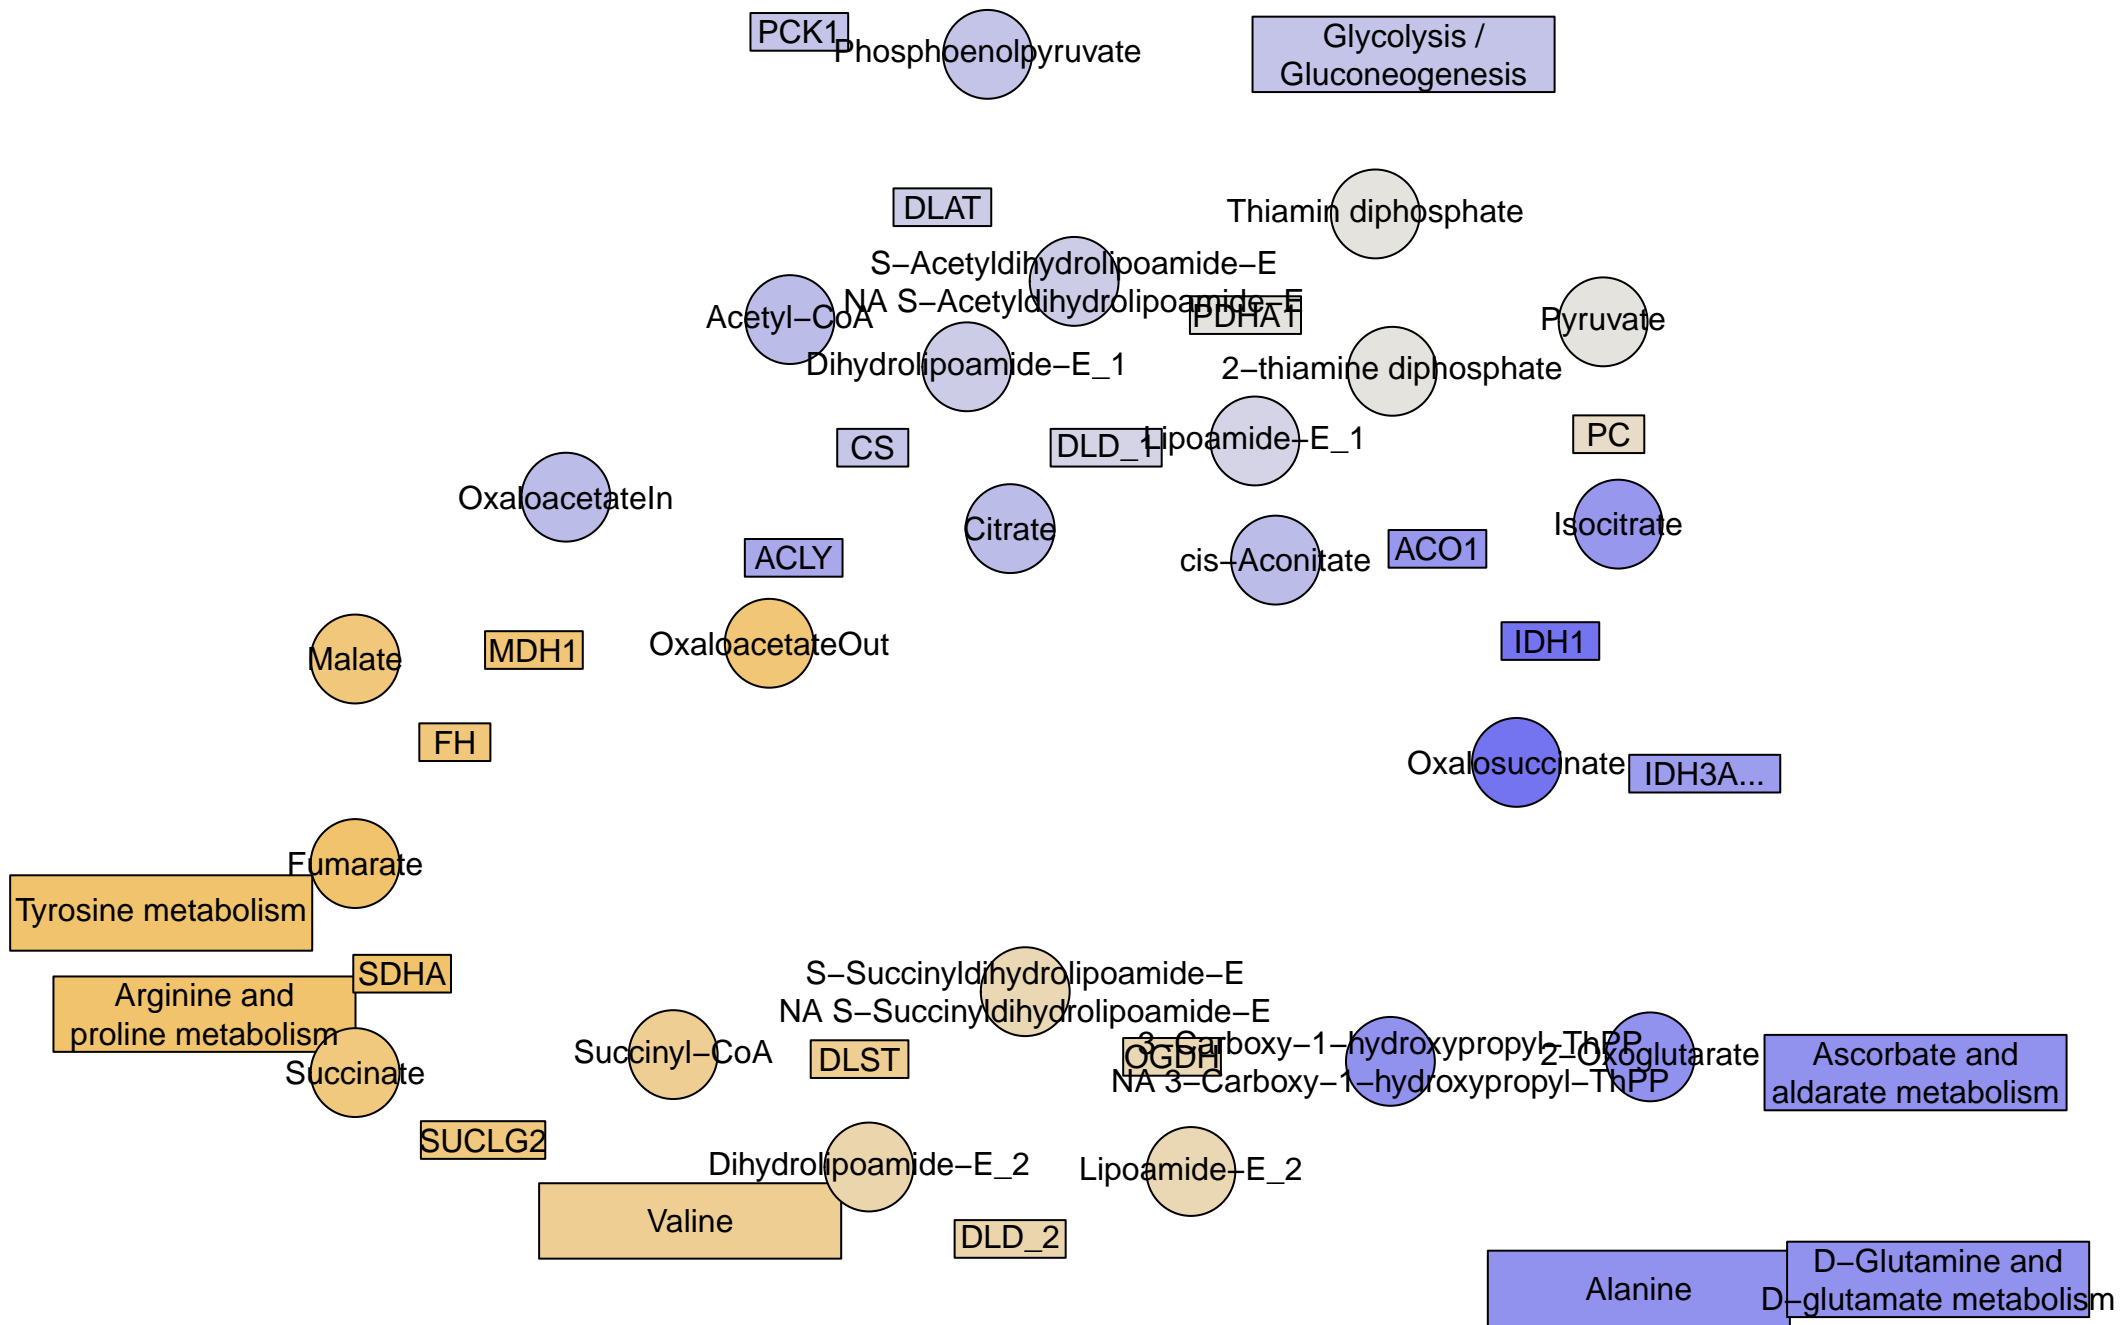 PCK1
Phosphoenolpyruvate
Glycolysis /
Gluconeogenesis
DLAT
Thiamin diphosphate
S−Acetyldihydrolipoamide−E
NA S−Acetyldihydrolipoamide−E
Acetyl−CoA
PDHA1
Pyruvate
Dihydrolipoamide−E_1
2−thiamine diphosphate
CS
DLD_1
Lipoamide−E_1
PC
OxaloacetateIn
Citrate
Isocitrate
ACLY
cis−Aconitate
ACO1
Malate
MDH1
OxaloacetateOut
IDH1
FH
Oxalosuccinate
IDH3A...
Fumarate
Tyrosine metabolism
SDHA
Arginine and
proline metabolism
S−Succinyldihydrolipoamide−E
NA S−Succinyldihydrolipoamide−E
Succinate
Succinyl−CoA
DLST
OGDH
3−Carboxy−1−hydroxypropyl−ThPP
NA 3−Carboxy−1−hydroxypropyl−ThPP
2−Oxoglutarate
Ascorbate and
aldarate metabolism
SUCLG2
Dihydrolipoamide−E_2
Lipoamide−E_2
Valine
DLD_2
Alanine
D−Glutamine and
D−glutamate metabolism